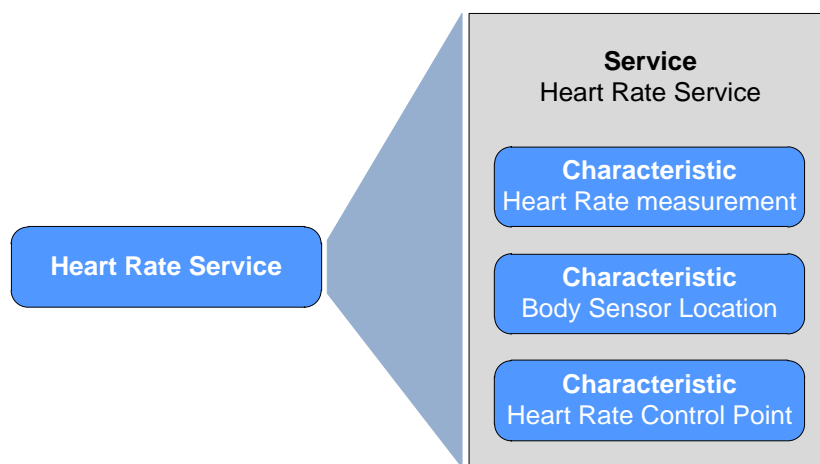 Heart Rate Service
Service
Heart Rate Service
Characteristic
Heart Rate measurement
Characteristic
Body Sensor Location
Characteristic
Heart Rate Control Point